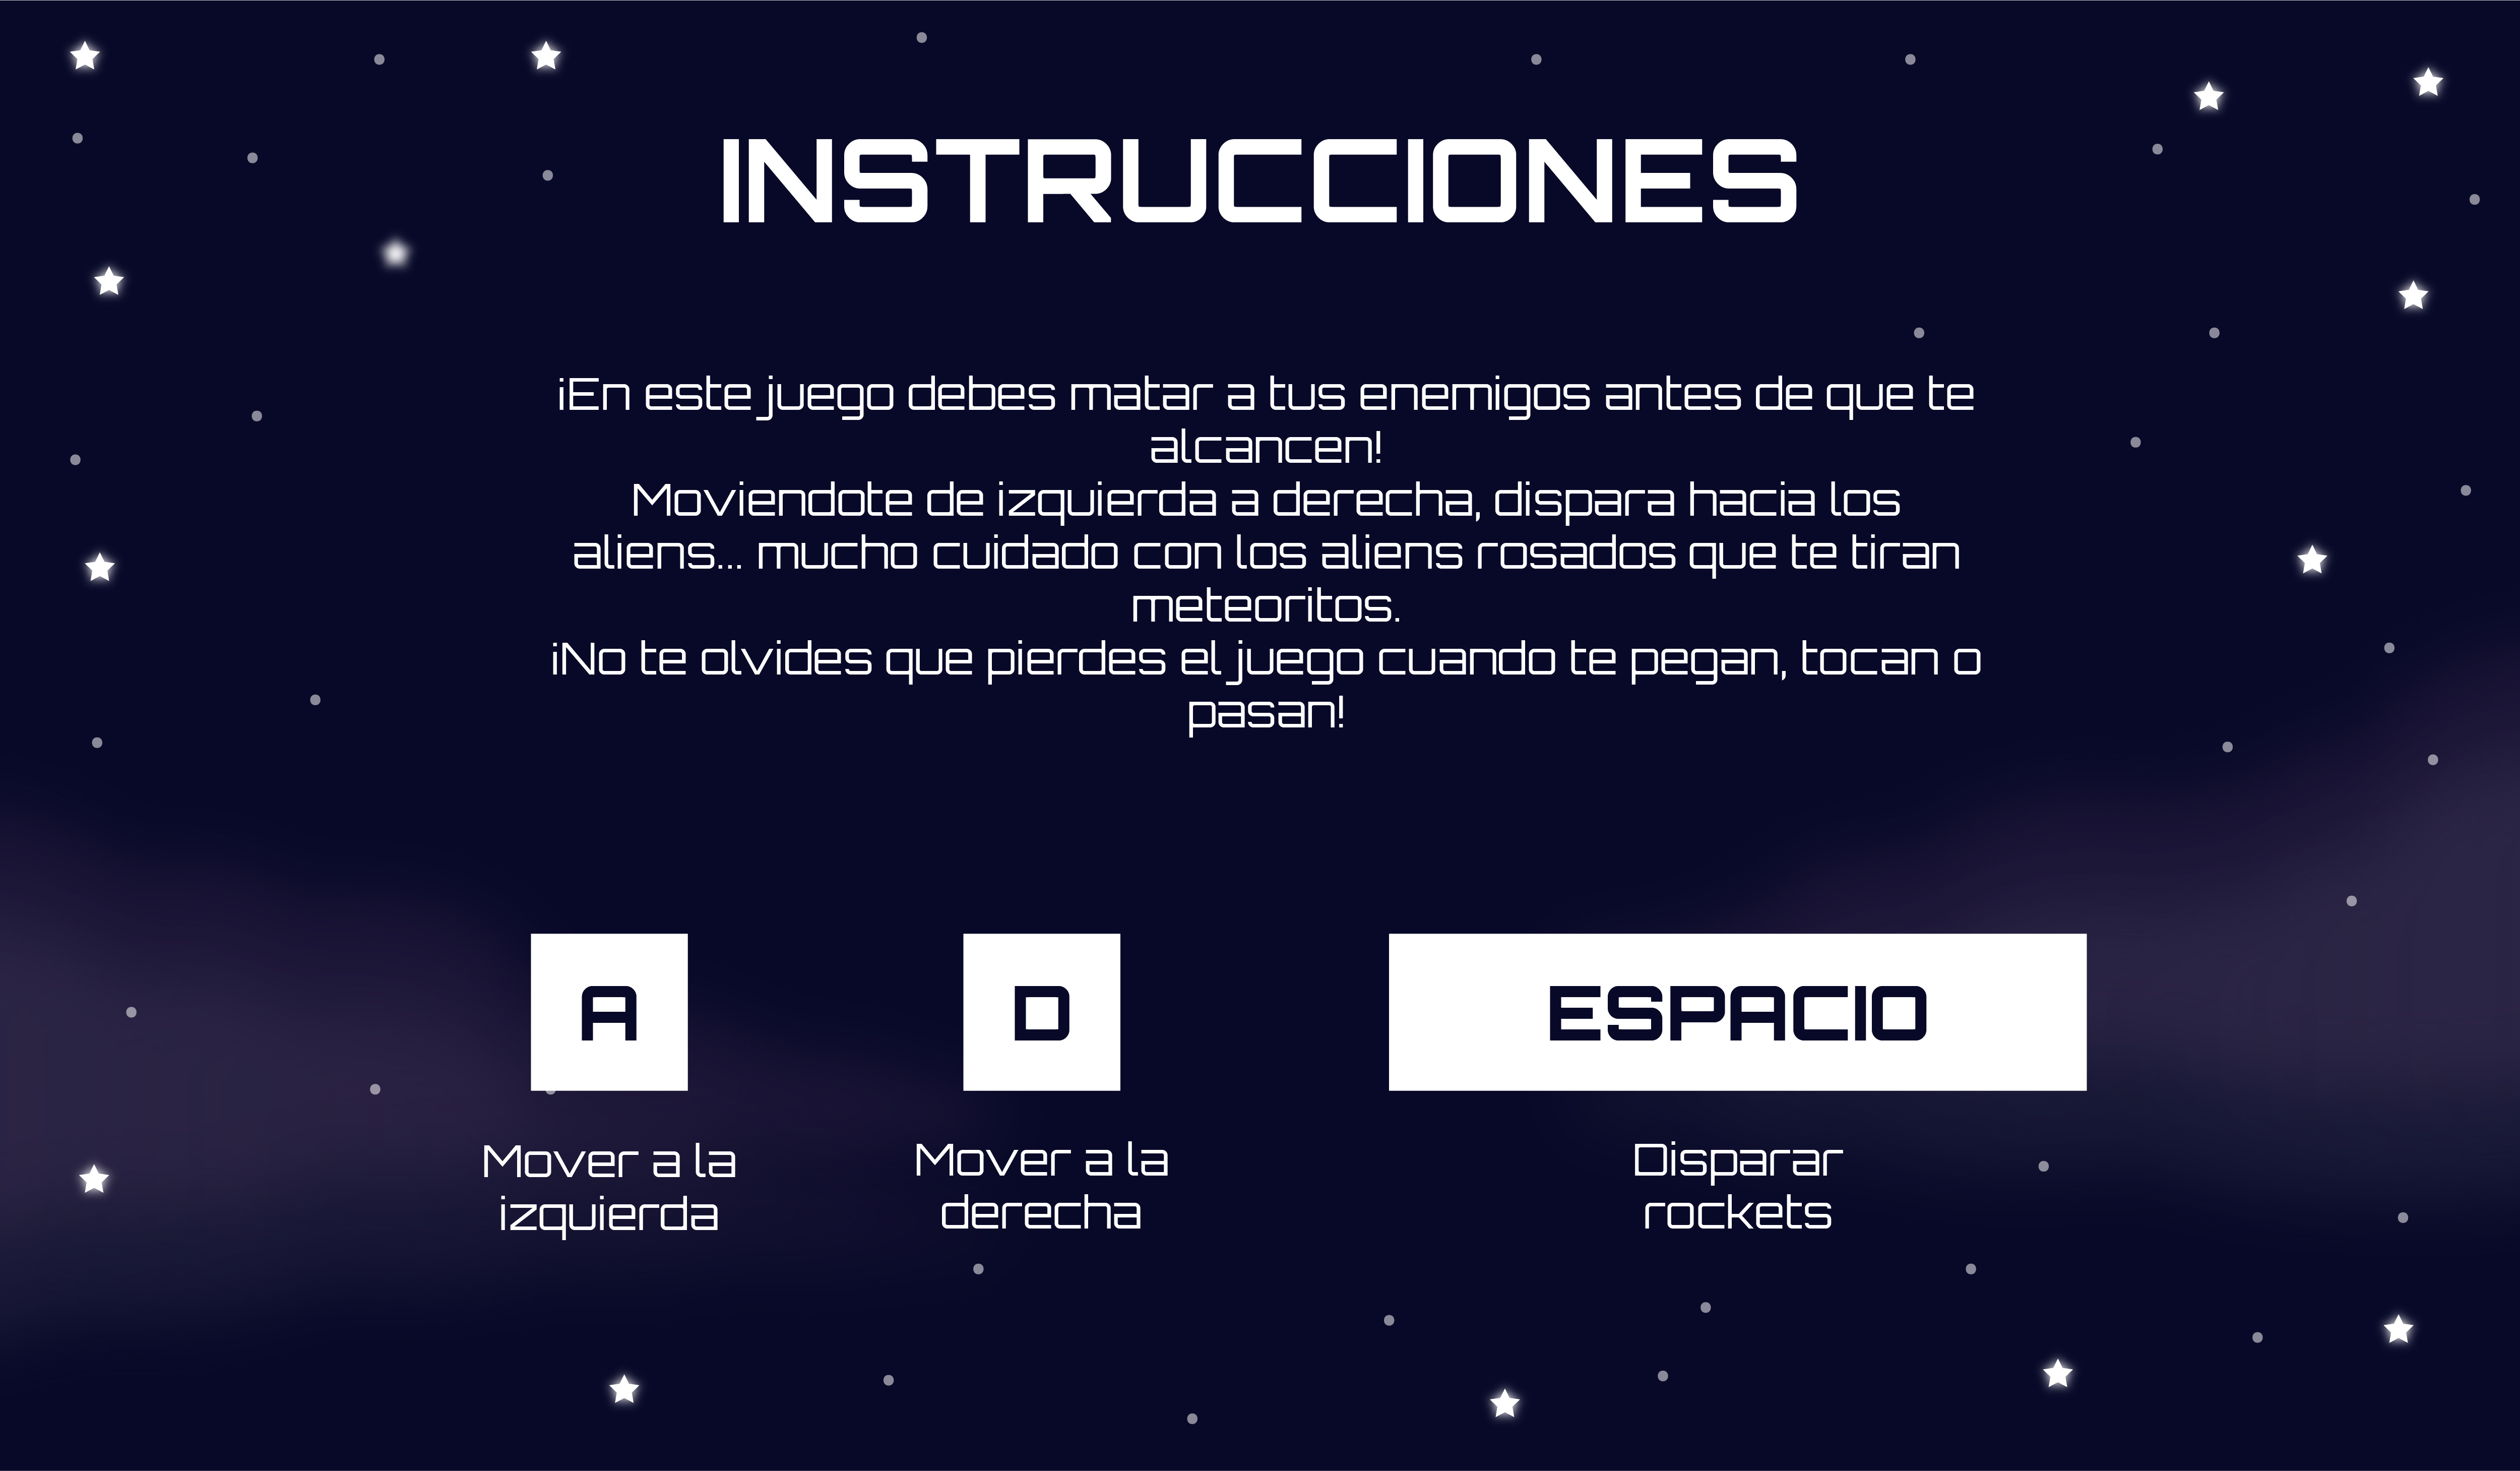 INSTRUCCIONES
¡En este juego debes matar a tus enemigos antes de que te
alcancen!
Moviendote de izquierda a derecha, dispara hacia los
aliens... mucho cuidado con los aliens rosados que te tiran
meteoritos.
¡No te olvides que pierdes el juego cuando te pegan, tocan o
pasan!
A
Mover a la
izquierda
D
Mover a la
derecha
ESPACIO
Disparar
rockets